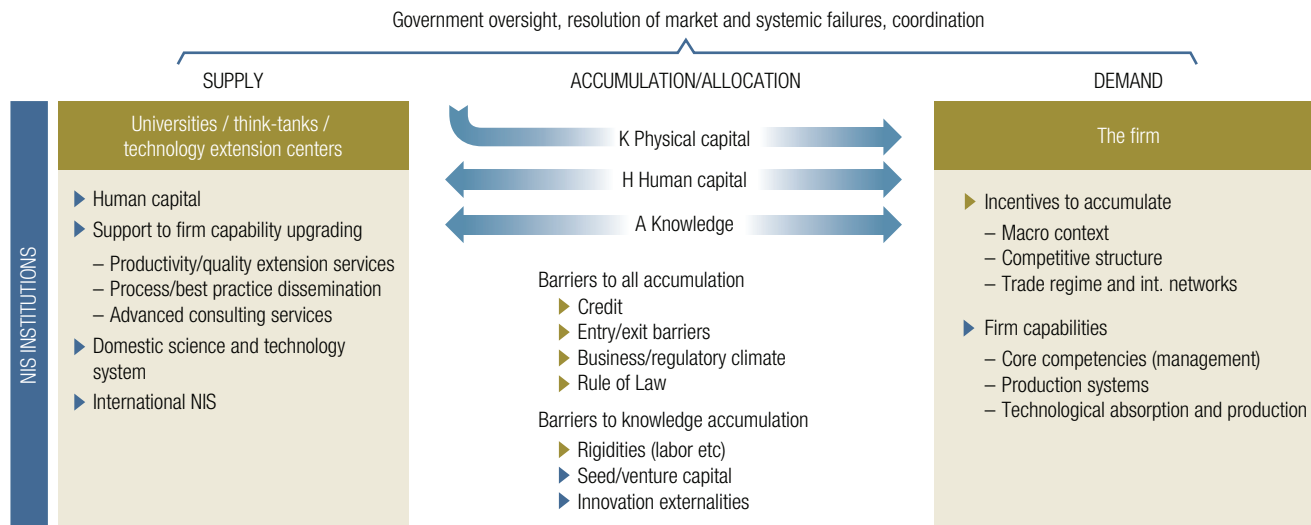 Government oversight, resolution of market and systemic failures, coordination
SUPPLY
ACCUMULATION/ALLOCATION
DEMAND
NIS INSTITUTIONS
Universities / think-tanks /
technology extension centers
Human capital
Support to firm capability upgrading
– Productivity/quality extension services
– Process/best practice dissemination
– Advanced consulting services
Domestic science and technology
system
International NIS
K Physical capital
H Human capital
A Knowledge
Barriers to all accumulation
Credit
Entry/exit barriers
Business/regulatory climate
Rule of Law
Barriers to knowledge accumulation
Rigidities (labor etc)
Seed/venture capital
Innovation externalities
The firm
Incentives to accumulate
– Macro context
– Competitive structure
– Trade regime and int. networks
Firm capabilities
– Core competencies (management)
– Production systems
– Technological absorption and production